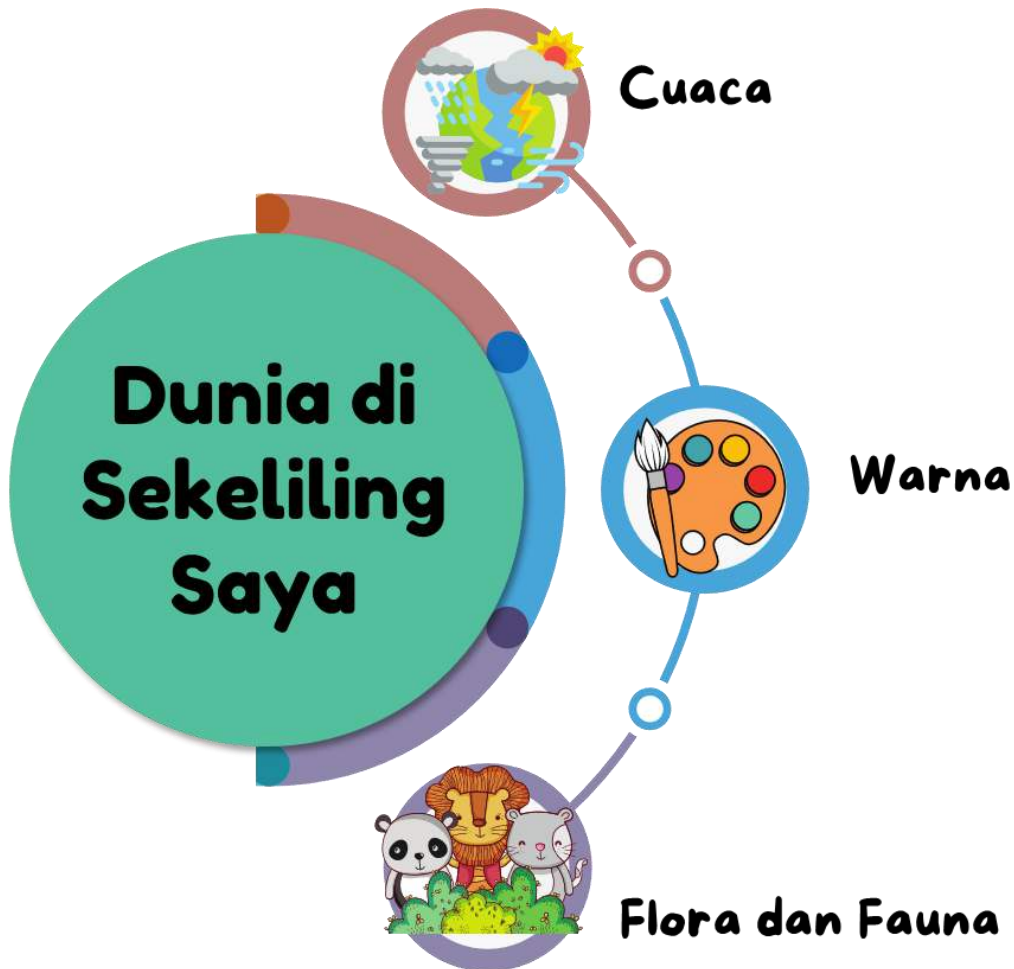 Cuaca
Dunia di
Sekeliling
Saya
Warna
Flora dan Fauna